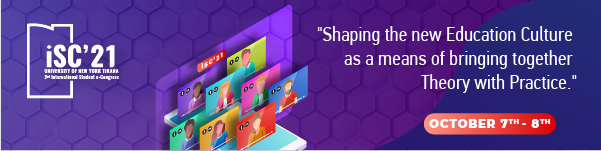 iSC'21
UNIVERSITY OF NEW YORK TIRANA
2nd International Student e-Congress
isc'21
"Shaping the new Education Culture
as a means of bringing together
Theory with Practice."
OCTOBER 7TH - 8TH